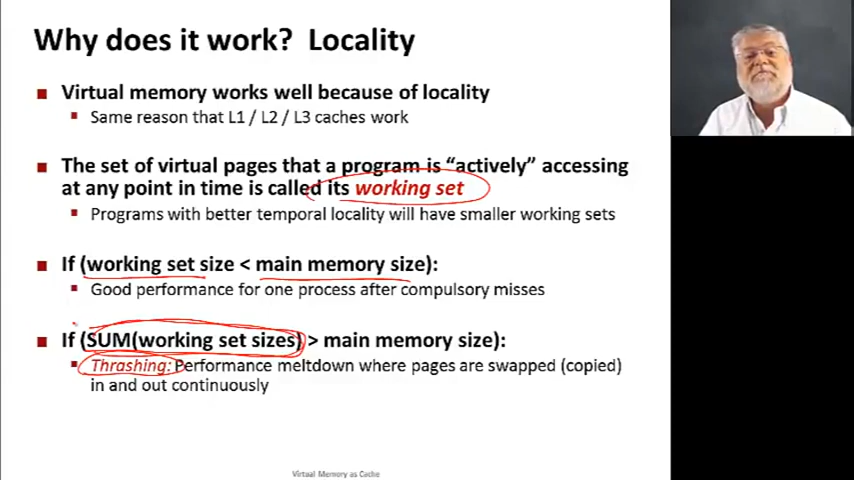 Why does it work? Locality
Virtual memory works well because of locality
Same reason that L1 / L2 / L3 caches work
The set of virtual pages that a program is “actively” accessing
at any point in time is called its working set
Programs with better temporal locality will have smaller working sets
If (working set size < main memory size):
Good performance for one process after compulsory misses
If (SUM(working set sizes) > main memory size):
Thrashing: Performance meltdown where pages are swapped (copied)
in and out continuously
Virtual Memory as Cache